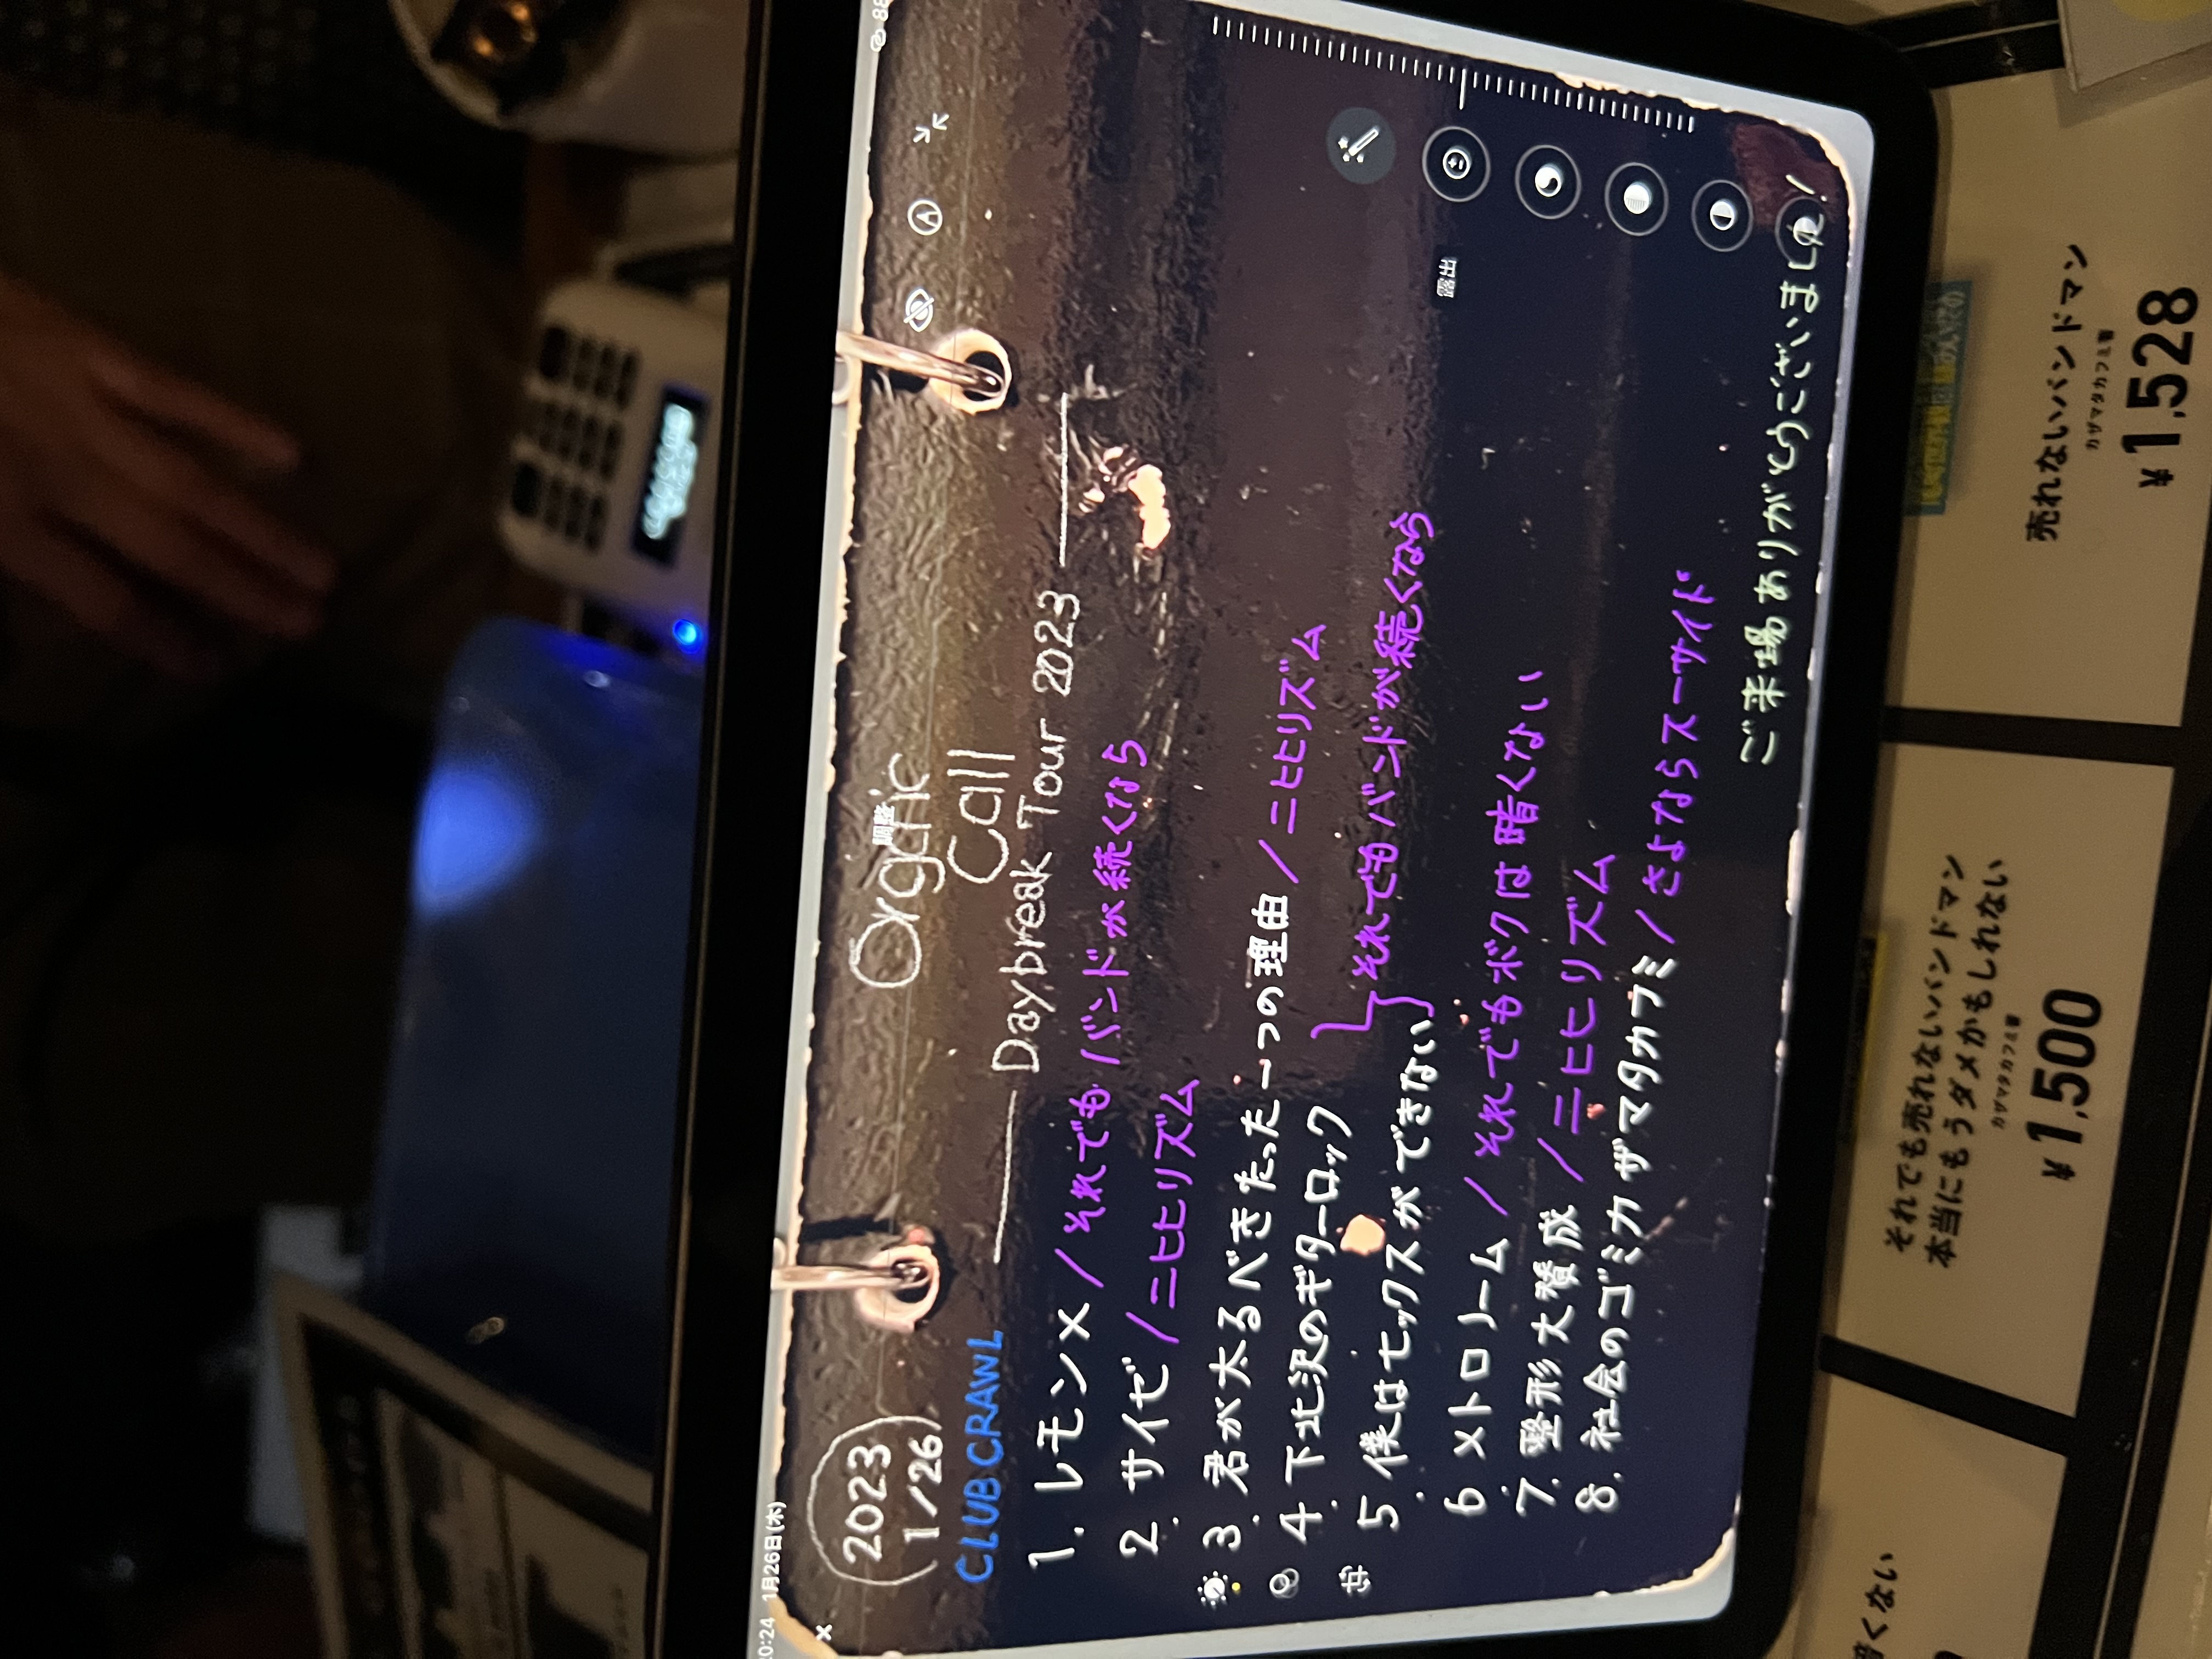 20:24 1月26日(木)
88
2023
1/26
Organic
調整
Call
CLUB CRAWL
Daybreak Tour 2023
1. レモン× / それでもバンドが続くなら
2. サイゼ / ニヒヒリズム
3. 君が太るべきたった一つの理由 / ニヒヒリズム
4. 下北沢のギターロック
5. 僕はセックスができない
それでもバンドが続くなら
露出
6. メトロノーム / それでもボクは暗くない
7. 整形大賛成 / ニヒヒリズム
8. 社会のゴミカザマタカフミ / さよならスーサイド
ご来場ありがとうございました!
暗くない
それでも売れないバンドマン
本当にもうダメかもしれない
カザマタカフミ著
¥1,500
売れないバンドマン
カザマタカフミ著
¥1,528